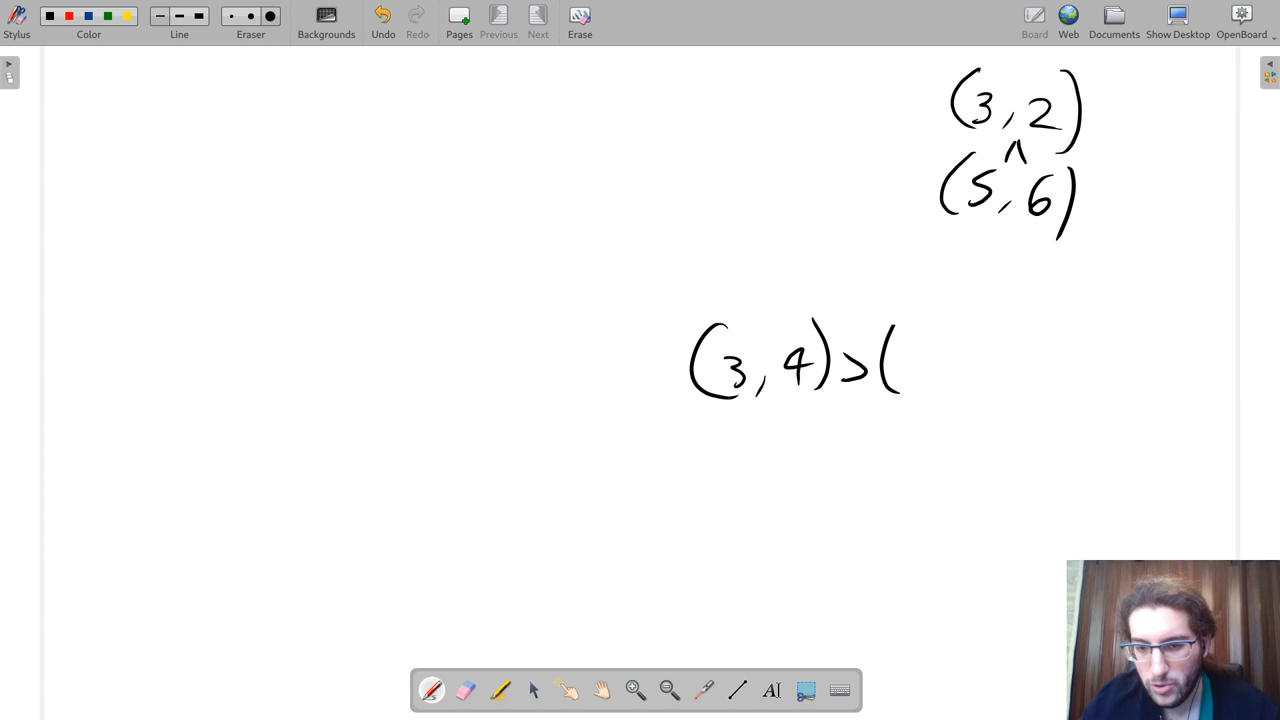 Stylus Color Line Eraser Backgrounds Undo Redo Pages Previous Next Erase Board Web Documents Show Desktop OpenBoard
(3, 2)
∧
(5, 6)
(3, 4) > (